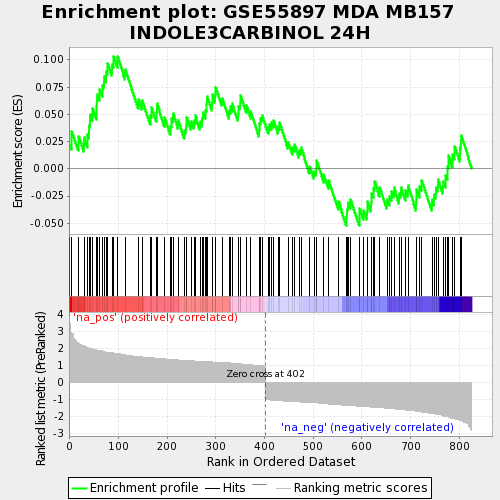 Enrichment plot: GSE55897 MDA MB157
INDOLE3CARBINOL 24H
Enrichment score (ES)
0.100
0.075
0.050
0.025
0.000
-0.025
-0.050
'na_pos' (positively correlated)
Ranked list metric (PreRanked)
4
3
2
1
0
-1
-2
-3
Zero cross at 402
'na_neg' (negatively correlated)
0
100
200
300
400
500
600
700
800
Rank in Ordered Dataset
Enrichment profile
Hits
Ranking metric scores